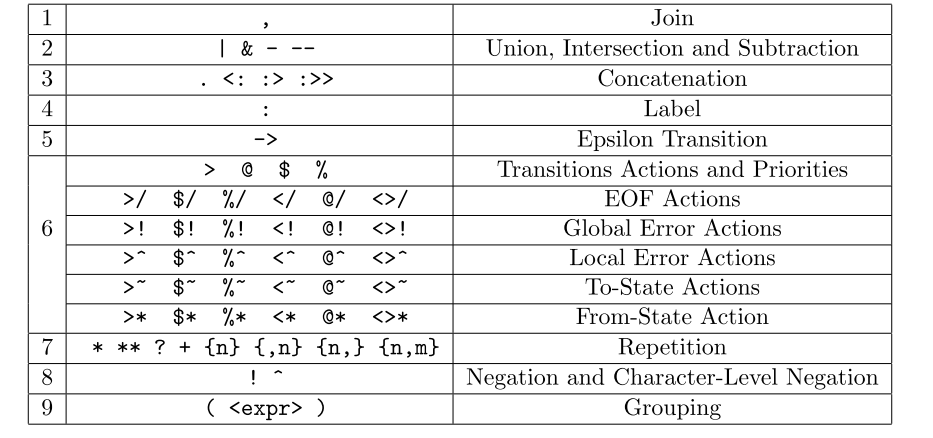 1 , Join
2 | & - -- Union, Intersection and Subtraction
3 . <: :> :>> Concatenation
4 : Label
5 -> Epsilon Transition
> @ $ % Transitions Actions and Priorities
>/ $/ %/ </ @/ <>/ EOF Actions
6 >! $! %! <! @! <>! Global Error Actions
>^ $^ %^ <^ @^ <>^ Local Error Actions
>~ $~ %~ <~ @~ <>~ To-State Actions
>* $* %* <* @* <>* From-State Action
7 * ** ? + {n} {,n} {n,} {n,m} Repetition
8 ! ^ Negation and Character-Level Negation
9 ( <expr> ) Grouping